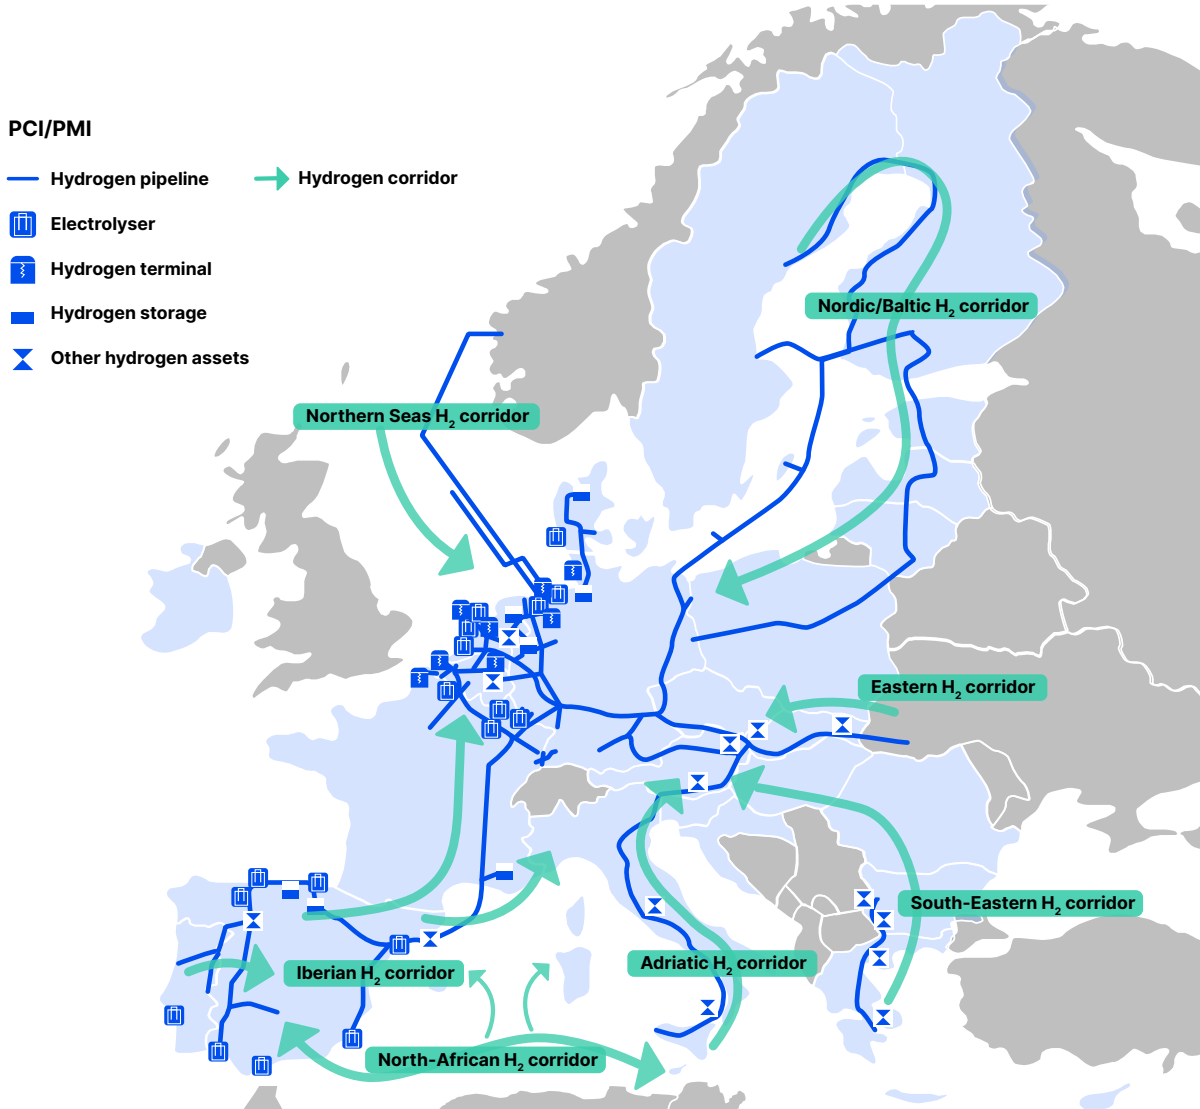 PCI/PMI
Hydrogen pipeline
Hydrogen corridor
Electrolyser
Hydrogen terminal
Hydrogen storage
Other hydrogen assets
Nordic/Baltic H₂ corridor
Northern Seas H₂ corridor
Eastern H₂ corridor
South-Eastern H₂ corridor
Adriatic H₂ corridor
Iberian H₂ corridor
North-African H₂ corridor